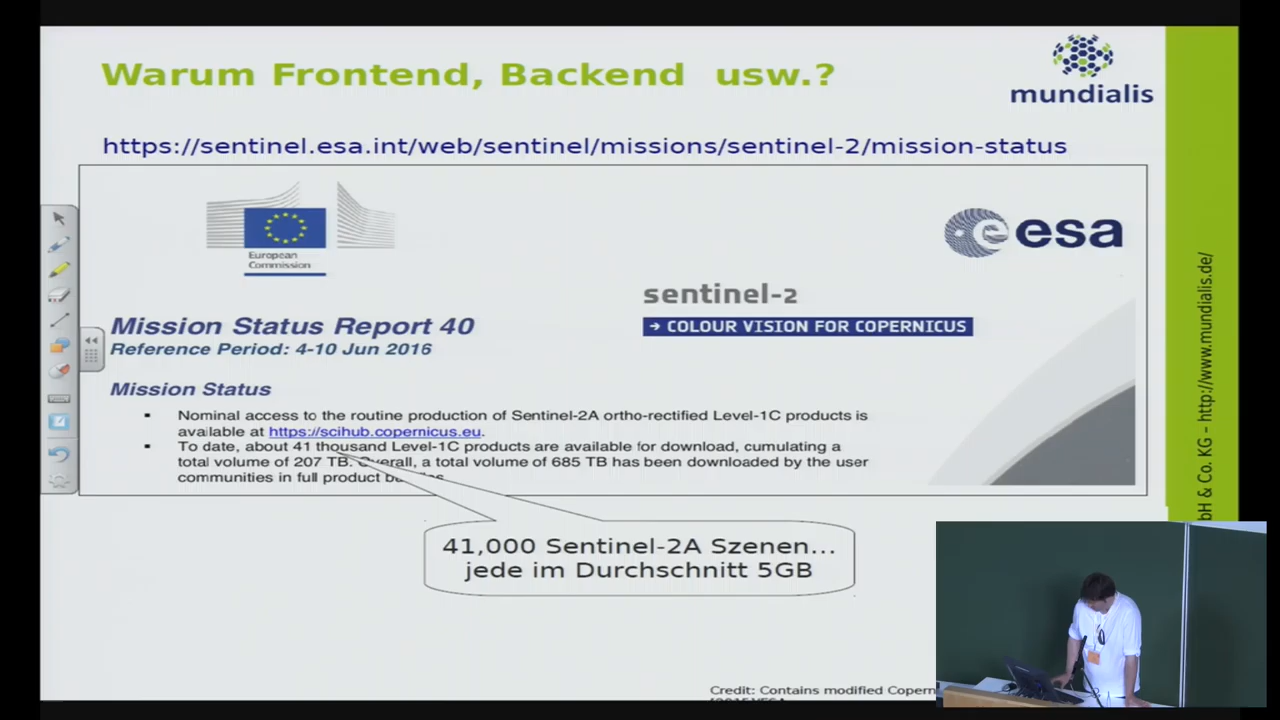 Warum Frontend, Backend usw.?
mundialis
https://sentinel.esa.int/web/sentinel/missions/sentinel-2/mission-status
European
Commission
esa
sentinel-2
→ COLOUR VISION FOR COPERNICUS
Mission Status Report 40
Reference Period: 4-10 Jun 2016
Mission Status
▪ Nominal access to the routine production of Sentinel-2A ortho-rectified Level-1C products is
available at https://scihub.copernicus.eu.
▪ To date, about 41 thousand Level-1C products are available for download, cumulating a
total volume of 207 TB. Overall, a total volume of 685 TB has been downloaded by the user
communities in full product
41,000 Sentinel-2A Szenen...
jede im Durchschnitt 5GB
bH & Co. KG – http://www.mundialis.de/
Credit: Contains modified Copern